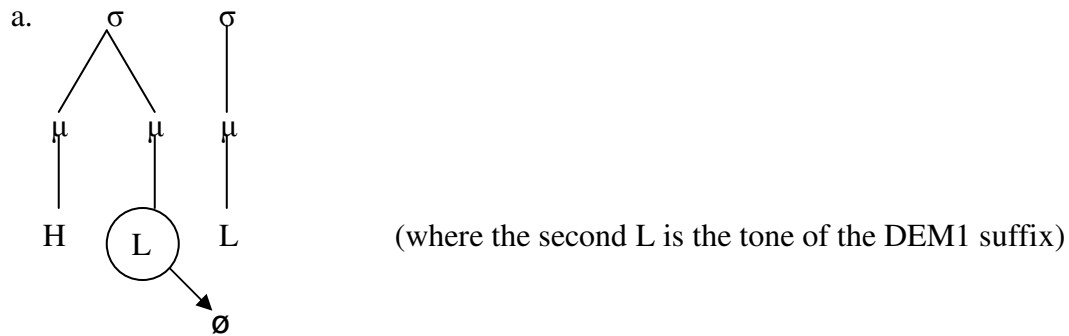 a. σ σ
μ μ μ
H L L (where the second L is the tone of the DEM1 suffix)
ø